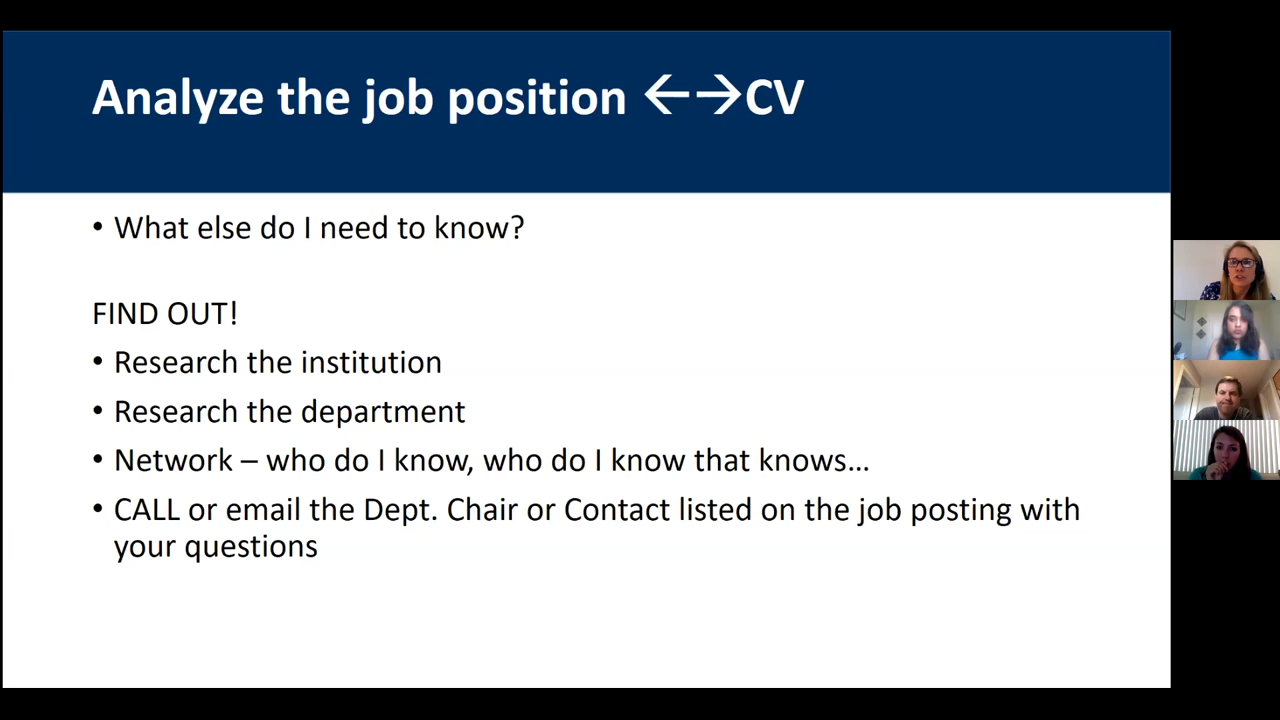 Analyze the job position ←→CV
• What else do I need to know?
FIND OUT!
• Research the institution
• Research the department
• Network – who do I know, who do I know that knows…
• CALL or email the Dept. Chair or Contact listed on the job posting with
your questions